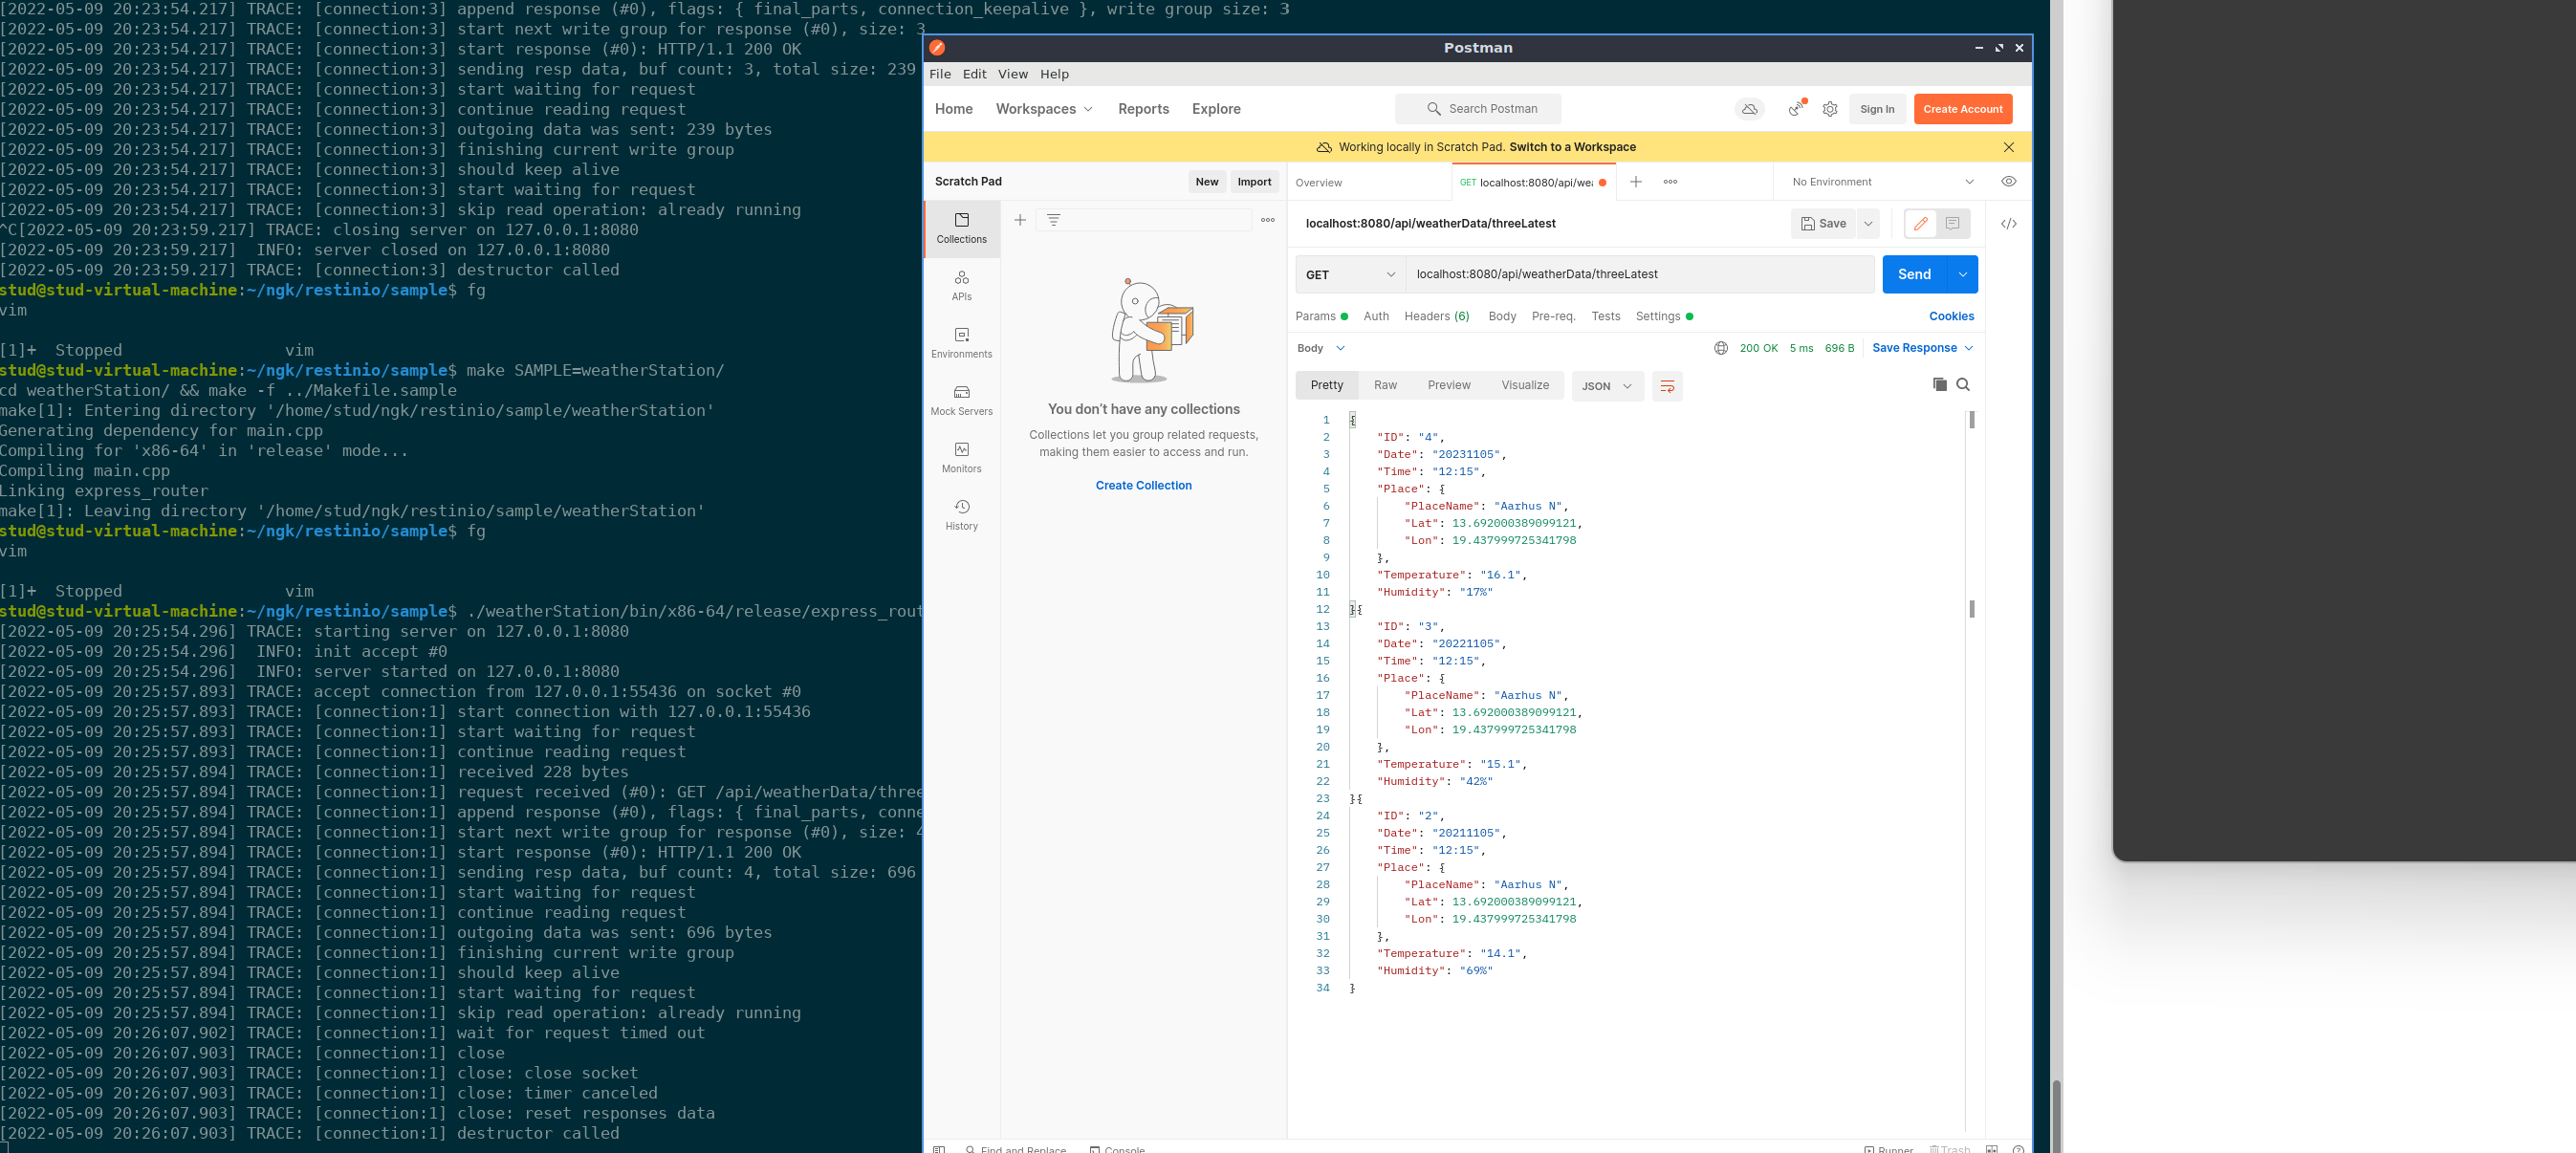 [2022-05-09 20:23:54.217] TRACE: [connection:3] append response (#0), flags: { final_parts, connection_keepalive }, write group size: 3
[2022-05-09 20:23:54.217] TRACE: [connection:3] start next write group for response (#0), size: 3
[2022-05-09 20:23:54.217] TRACE: [connection:3] start response (#0): HTTP/1.1 200 OK
[2022-05-09 20:23:54.217] TRACE: [connection:3] sending resp data, buf count: 3, total size: 239
[2022-05-09 20:23:54.217] TRACE: [connection:3] start waiting for request
[2022-05-09 20:23:54.217] TRACE: [connection:3] continue reading request
[2022-05-09 20:23:54.217] TRACE: [connection:3] outgoing data was sent: 239 bytes
[2022-05-09 20:23:54.217] TRACE: [connection:3] finishing current write group
[2022-05-09 20:23:54.217] TRACE: [connection:3] should keep alive
[2022-05-09 20:23:54.217] TRACE: [connection:3] start waiting for request
[2022-05-09 20:23:54.217] TRACE: [connection:3] skip read operation: already running
^C[2022-05-09 20:23:59.217] TRACE: closing server on 127.0.0.1:8080
[2022-05-09 20:23:59.217]  INFO: server closed on 127.0.0.1:8080
[2022-05-09 20:23:59.217] TRACE: [connection:3] destructor called
stud@stud-virtual-machine:~/ngk/restinio/sample$ fg
vim
[1]+  Stopped                 vim
stud@stud-virtual-machine:~/ngk/restinio/sample$ make SAMPLE=weatherStation/
cd weatherStation/ && make -f ../Makefile.sample
make[1]: Entering directory '/home/stud/ngk/restinio/sample/weatherStation'
Generating dependency for main.cpp
Compiling for 'x86-64' in 'release' mode...
Compiling main.cpp
Linking express_router
make[1]: Leaving directory '/home/stud/ngk/restinio/sample/weatherStation'
stud@stud-virtual-machine:~/ngk/restinio/sample$ fg
vim
[1]+  Stopped                 vim
stud@stud-virtual-machine:~/ngk/restinio/sample$ ./weatherStation/bin/x86-64/release/express_rout
[2022-05-09 20:25:54.296] TRACE: starting server on 127.0.0.1:8080
[2022-05-09 20:25:54.296]  INFO: init accept #0
[2022-05-09 20:25:54.296]  INFO: server started on 127.0.0.1:8080
[2022-05-09 20:25:57.893] TRACE: accept connection from 127.0.0.1:55436 on socket #0
[2022-05-09 20:25:57.893] TRACE: [connection:1] start connection with 127.0.0.1:55436
[2022-05-09 20:25:57.893] TRACE: [connection:1] start waiting for request
[2022-05-09 20:25:57.893] TRACE: [connection:1] continue reading request
[2022-05-09 20:25:57.894] TRACE: [connection:1] received 228 bytes
[2022-05-09 20:25:57.894] TRACE: [connection:1] request received (#0): GET /api/weatherData/three
[2022-05-09 20:25:57.894] TRACE: [connection:1] append response (#0), flags: { final_parts, conne
[2022-05-09 20:25:57.894] TRACE: [connection:1] start next write group for response (#0), size: 4
[2022-05-09 20:25:57.894] TRACE: [connection:1] start response (#0): HTTP/1.1 200 OK
[2022-05-09 20:25:57.894] TRACE: [connection:1] sending resp data, buf count: 4, total size: 696
[2022-05-09 20:25:57.894] TRACE: [connection:1] start waiting for request
[2022-05-09 20:25:57.894] TRACE: [connection:1] continue reading request
[2022-05-09 20:25:57.894] TRACE: [connection:1] outgoing data was sent: 696 bytes
[2022-05-09 20:25:57.894] TRACE: [connection:1] finishing current write group
[2022-05-09 20:25:57.894] TRACE: [connection:1] should keep alive
[2022-05-09 20:25:57.894] TRACE: [connection:1] start waiting for request
[2022-05-09 20:25:57.894] TRACE: [connection:1] skip read operation: already running
[2022-05-09 20:26:07.902] TRACE: [connection:1] wait for request timed out
[2022-05-09 20:26:07.903] TRACE: [connection:1] close
[2022-05-09 20:26:07.903] TRACE: [connection:1] close: close socket
[2022-05-09 20:26:07.903] TRACE: [connection:1] close: timer canceled
[2022-05-09 20:26:07.903] TRACE: [connection:1] close: reset responses data
[2022-05-09 20:26:07.903] TRACE: [connection:1] destructor called
Postman
File Edit View Help
Home Workspaces Reports Explore Search Postman Sign In Create Account
Working locally in Scratch Pad. Switch to a Workspace
Scratch Pad New Import
Collections
APIs
Environments
Mock Servers
Monitors
History
You don't have any collections
Collections let you group related requests,
making them easier to access and run.
Create Collection
Overview GET localhost:8080/api/wea No Environment
localhost:8080/api/weatherData/threeLatest Save
GET localhost:8080/api/weatherData/threeLatest Send
Params Auth Headers (6) Body Pre-req. Tests Settings Cookies
Body 200 OK 5 ms 696 B Save Response
Pretty Raw Preview Visualize JSON
1 {
2 "ID": "4",
3 "Date": "20231105",
4 "Time": "12:15",
5 "Place": {
6 "PlaceName": "Aarhus N",
7 "Lat": 13.692000389099121,
8 "Lon": 19.437999725341798
9 },
10 "Temperature": "16.1",
11 "Humidity": "17%"
12 }{
13 "ID": "3",
14 "Date": "20221105",
15 "Time": "12:15",
16 "Place": {
17 "PlaceName": "Aarhus N",
18 "Lat": 13.692000389099121,
19 "Lon": 19.437999725341798
20 },
21 "Temperature": "15.1",
22 "Humidity": "42%"
23 }{
24 "ID": "2",
25 "Date": "20211105",
26 "Time": "12:15",
27 "Place": {
28 "PlaceName": "Aarhus N",
29 "Lat": 13.692000389099121,
30 "Lon": 19.437999725341798
31 },
32 "Temperature": "14.1",
33 "Humidity": "69%"
34 }
Find and Replace Console Runner Trash